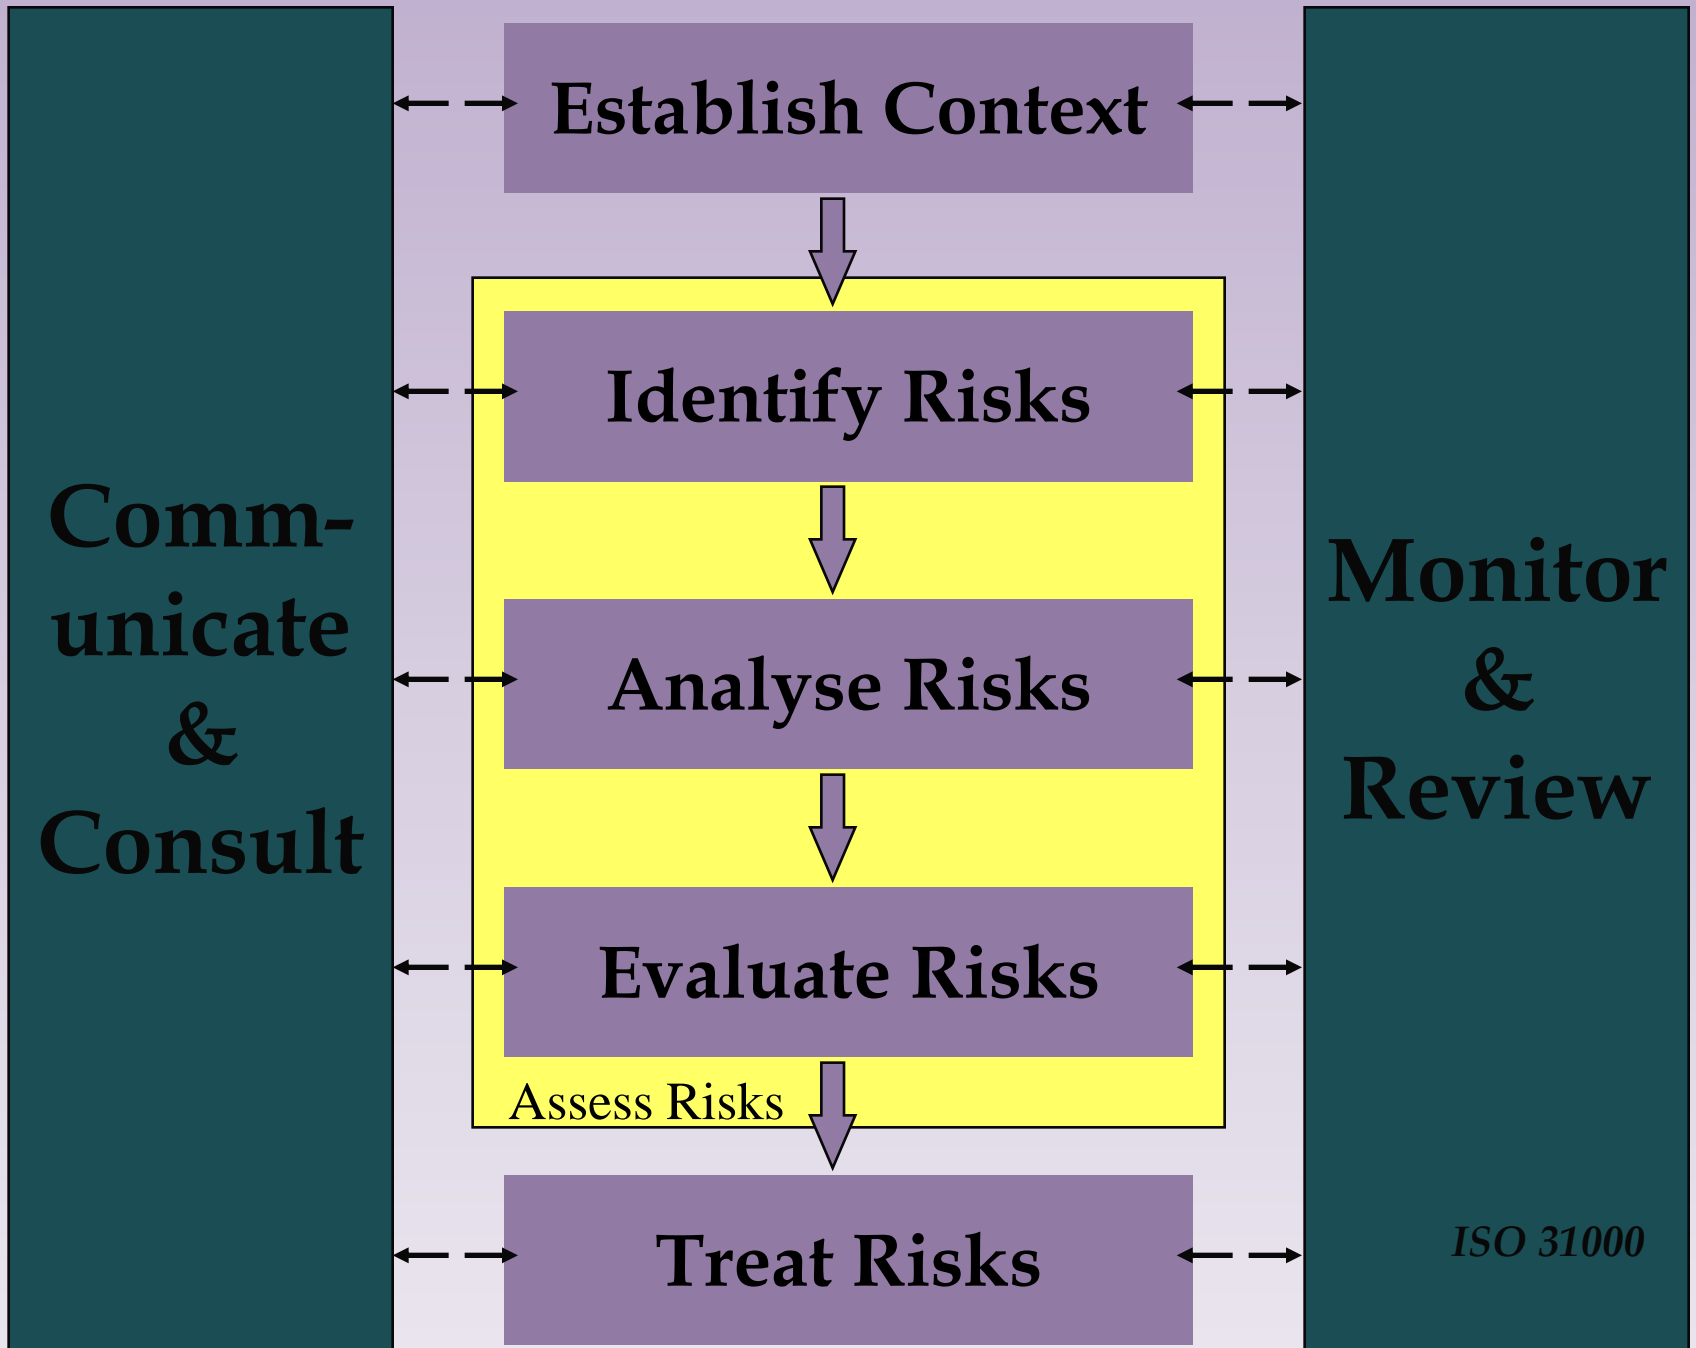 Establish Context
Identify Risks
Analyse Risks
Evaluate Risks
Assess Risks
Treat Risks
Comm-
unicate
&
Consult
Monitor
&
Review
ISO 31000